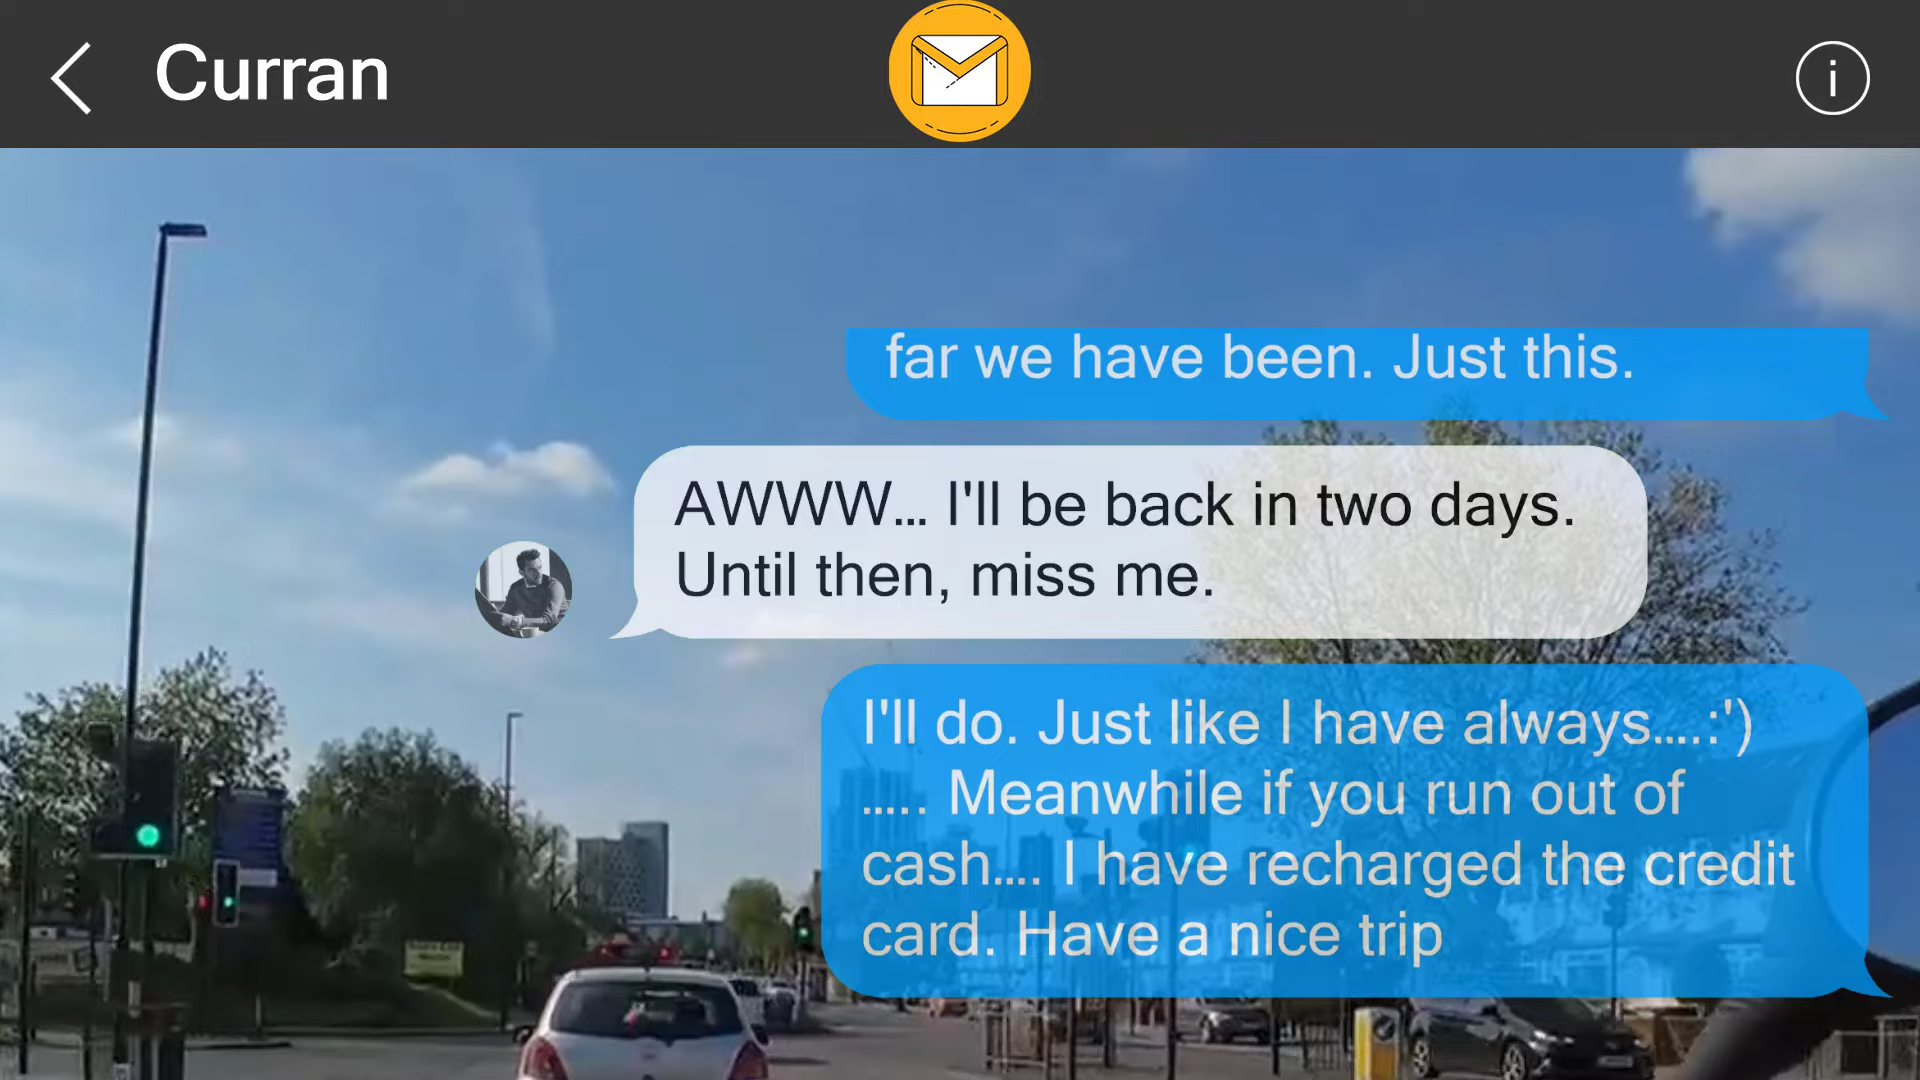 Curran
far we have been. Just this.
AWWW... I'll be back in two days.
Until then, miss me.
I'll do. Just like I have always....:')
..... Meanwhile if you run out of
cash.... I have recharged the credit
card. Have a nice trip